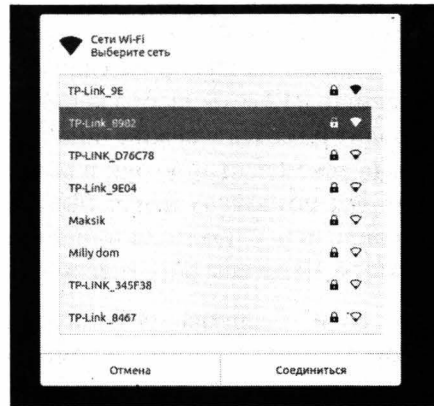 Сети Wi-Fi
Выберите сеть
TP-Link_9E
TP-Link_8982
TP-LINK_D76C78
TP-Link_9E04
Maksik
Milly dom
TP-LINK_345F38
TP-Link_8467
Отмена
Соединиться